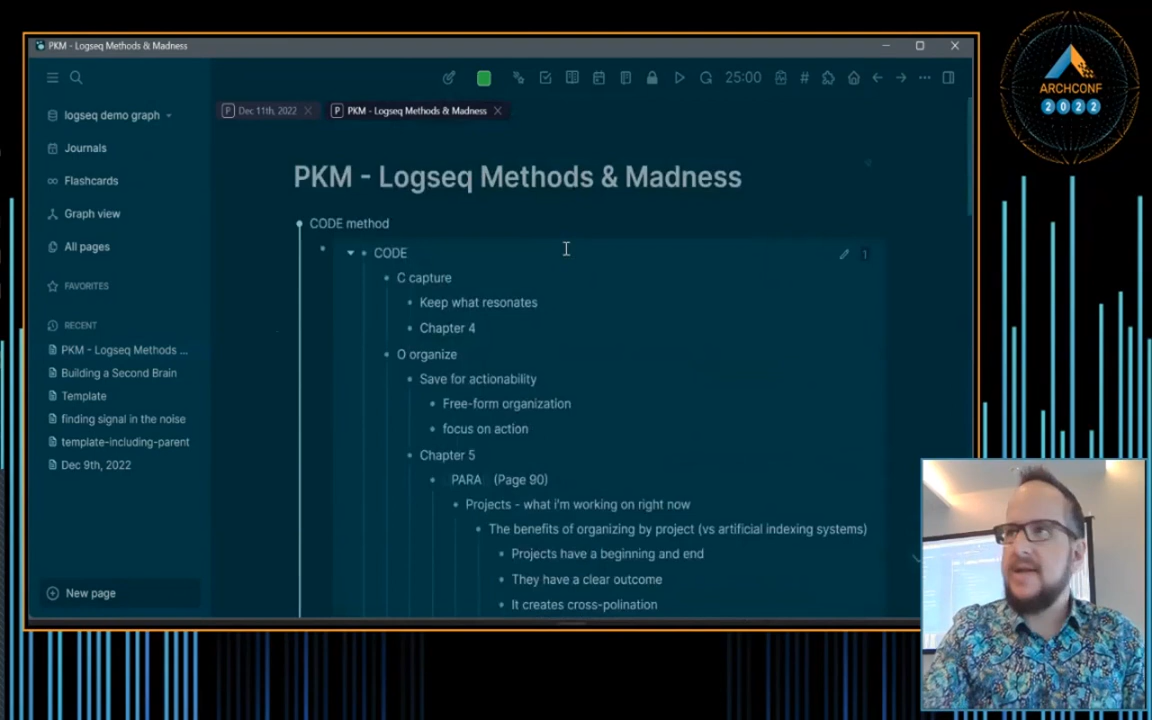 PKM - Logseq Methods & Madness
ARCHCONF
2022
25:00
logseq demo graph
Dec 11th, 2022
PKM - Logseq Methods & Madness
Journals
Flashcards
Graph view
All pages
FAVORITES
RECENT
PKM - Logseq Methods ...
Building a Second Brain
Template
finding signal in the noise
template-including-parent
Dec 9th, 2022
New page
PKM - Logseq Methods & Madness
CODE method
CODE
1
C capture
Keep what resonates
Chapter 4
O organize
Save for actionability
Free-form organization
focus on action
Chapter 5
PARA (Page 90)
Projects - what i'm working on right now
The benefits of organizing by project (vs artificial indexing systems)
Projects have a beginning and end
They have a clear outcome
It creates cross-polination